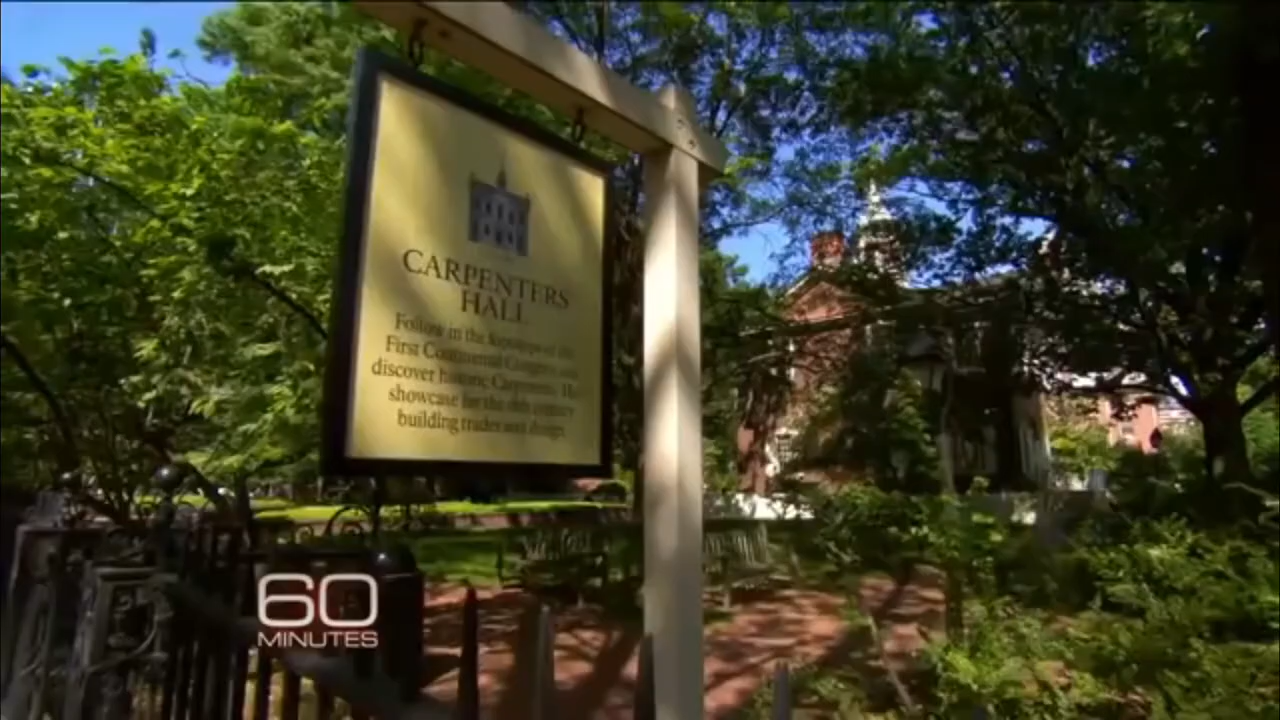 CARPENTERS
HALL
Follow in the footsteps of the
First Continental Congress and
discover historic Carpenters
showcase for the 18th century
building trades and design.
60
MINUTES